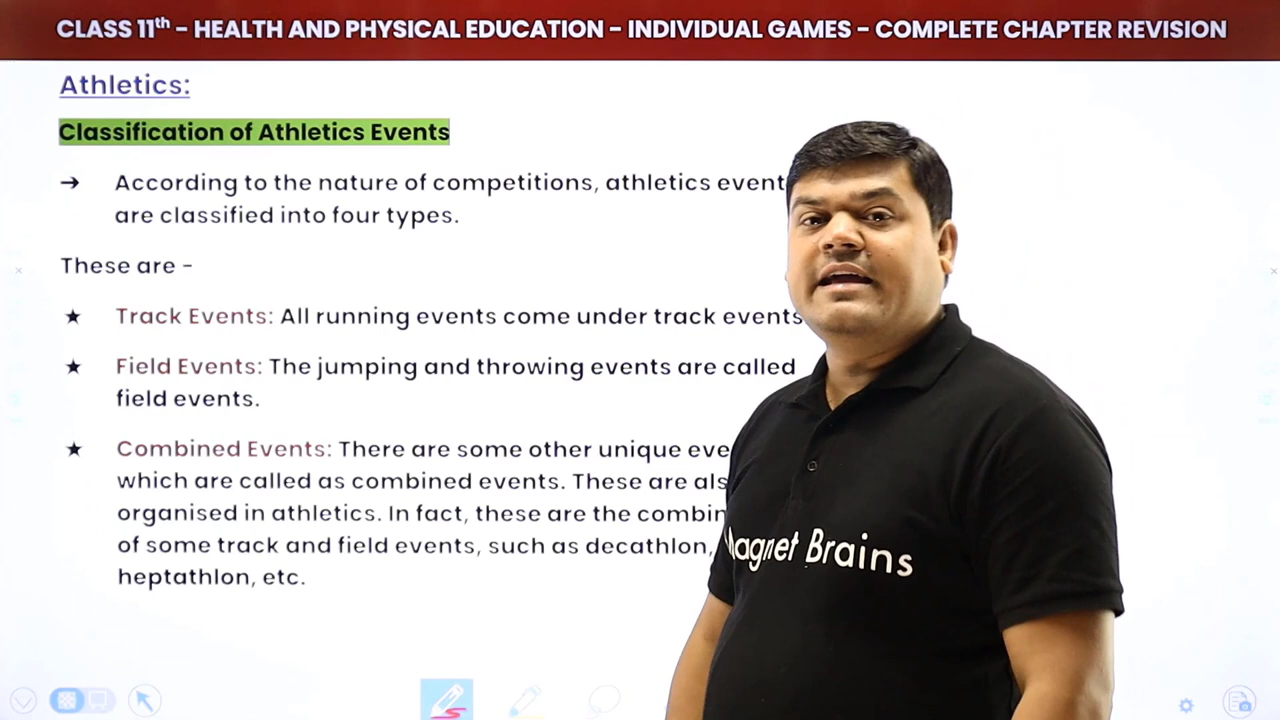 CLASS 11th – HEALTH AND PHYSICAL EDUCATION – INDIVIDUAL GAMES – COMPLETE CHAPTER REVISION
Athletics:
Classification of Athletics Events
→ According to the nature of competitions, athletics event
are classified into four types.
These are –
★ Track Events: All running events come under track events
★ Field Events: The jumping and throwing events are called
field events.
★ Combined Events: There are some other unique eve
which are called as combined events. These are als
organised in athletics. In fact, these are the combin
of some track and field events, such as decathlon,
heptathlon, etc.
Magnet Brains